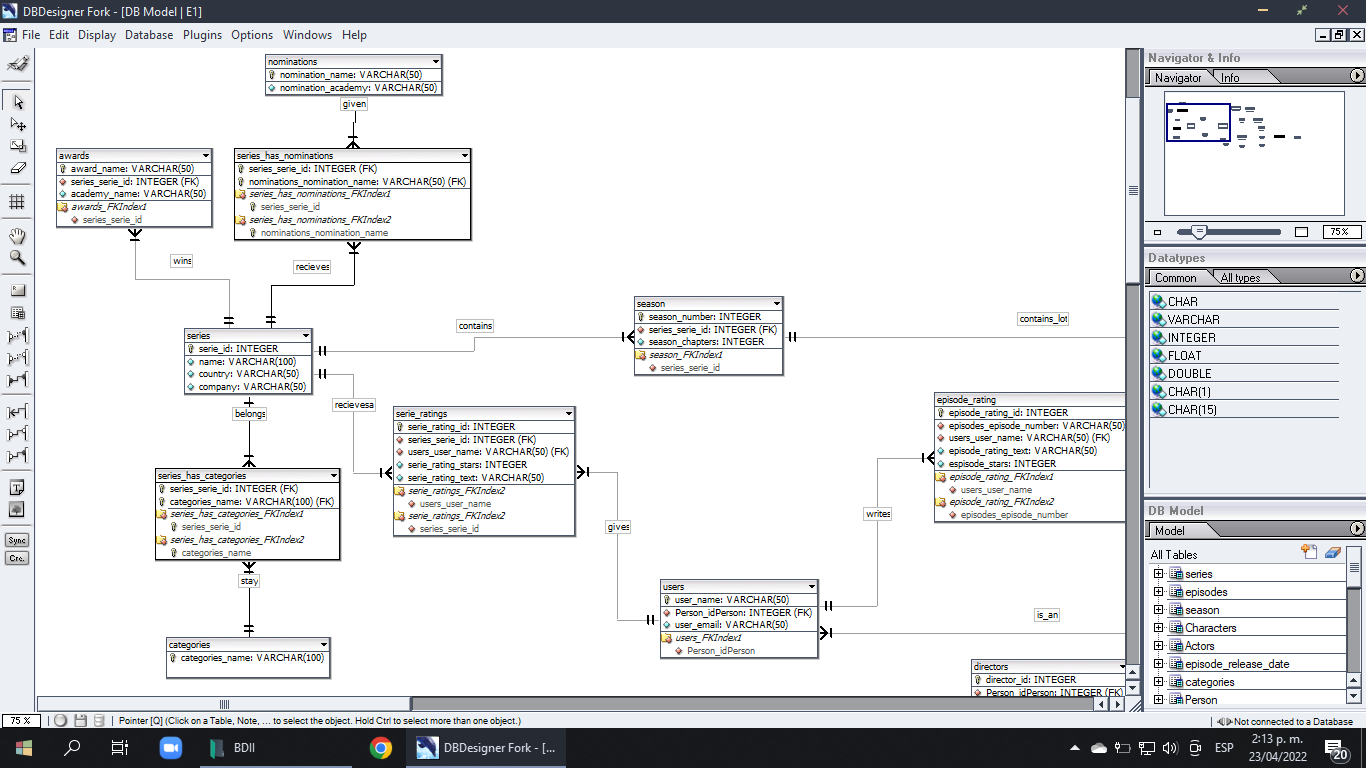 DBDesigner Fork - [DB Model | E1]
File Edit Display Database Plugins Options Windows Help
nominations
nomination_name: VARCHAR(50)
nomination_academy: VARCHAR(50)
given
awards
award_name: VARCHAR(50)
series_serie_id: INTEGER (FK)
academy_name: VARCHAR(50)
awards_FKIndex1
series_serie_id
series_has_nominations
series_serie_id: INTEGER (FK)
nominations_nomination_name: VARCHAR(50) (FK)
series_has_nominations_FKIndex1
series_serie_id
series_has_nominations_FKIndex2
nominations_nomination_name
wins
recieves
series
serie_id: INTEGER
name: VARCHAR(100)
country: VARCHAR(50)
company: VARCHAR(50)
contains
season
season_number: INTEGER
series_serie_id: INTEGER (FK)
season_chapters: INTEGER
season_FKIndex1
series_serie_id
contains_lot
belongs
recievesa
serie_ratings
serie_rating_id: INTEGER
series_serie_id: INTEGER (FK)
users_user_name: VARCHAR(50) (FK)
serie_rating_stars: INTEGER
serie_rating_text: VARCHAR(50)
serie_ratings_FKIndex2
users_user_name
serie_ratings_FKIndex2
series_serie_id
episode_rating
episode_rating_id: INTEGER
episodes_episode_number: VARCHAR(50)
users_user_name: VARCHAR(50) (FK)
episode_rating_text: VARCHAR(50)
espisode_stars: INTEGER
episode_rating_FKIndex1
users_user_name
episode_rating_FKIndex2
episodes_episode_number
series_has_categories
series_serie_id: INTEGER (FK)
categories_name: VARCHAR(100) (FK)
series_has_categories_FKIndex1
series_serie_id
series_has_categories_FKIndex2
categories_name
gives
writes
stay
users
user_name: VARCHAR(50)
Person_idPerson: INTEGER (FK)
user_email: VARCHAR(50)
users_FKIndex1
Person_idPerson
is_an
categories
categories_name: VARCHAR(100)
directors
director_id: INTEGER
Person_idPerson: INTEGER (FK)
Sync
Cre.
Navigator & Info
Navigator Info
75%
Datatypes
Common All types
CHAR
VARCHAR
INTEGER
FLOAT
DOUBLE
CHAR(1)
CHAR(15)
DB Model
Model
All Tables
series
episodes
season
Characters
Actors
episode_release_date
categories
Person
75 % Pointer [Q] (Click on a Table, Note, ... to select the object. Hold Ctrl to select more than one object.) Not connected to a Database
BDII DBDesigner Fork - [... ESP 2:13 p. m.
23/04/2022 20